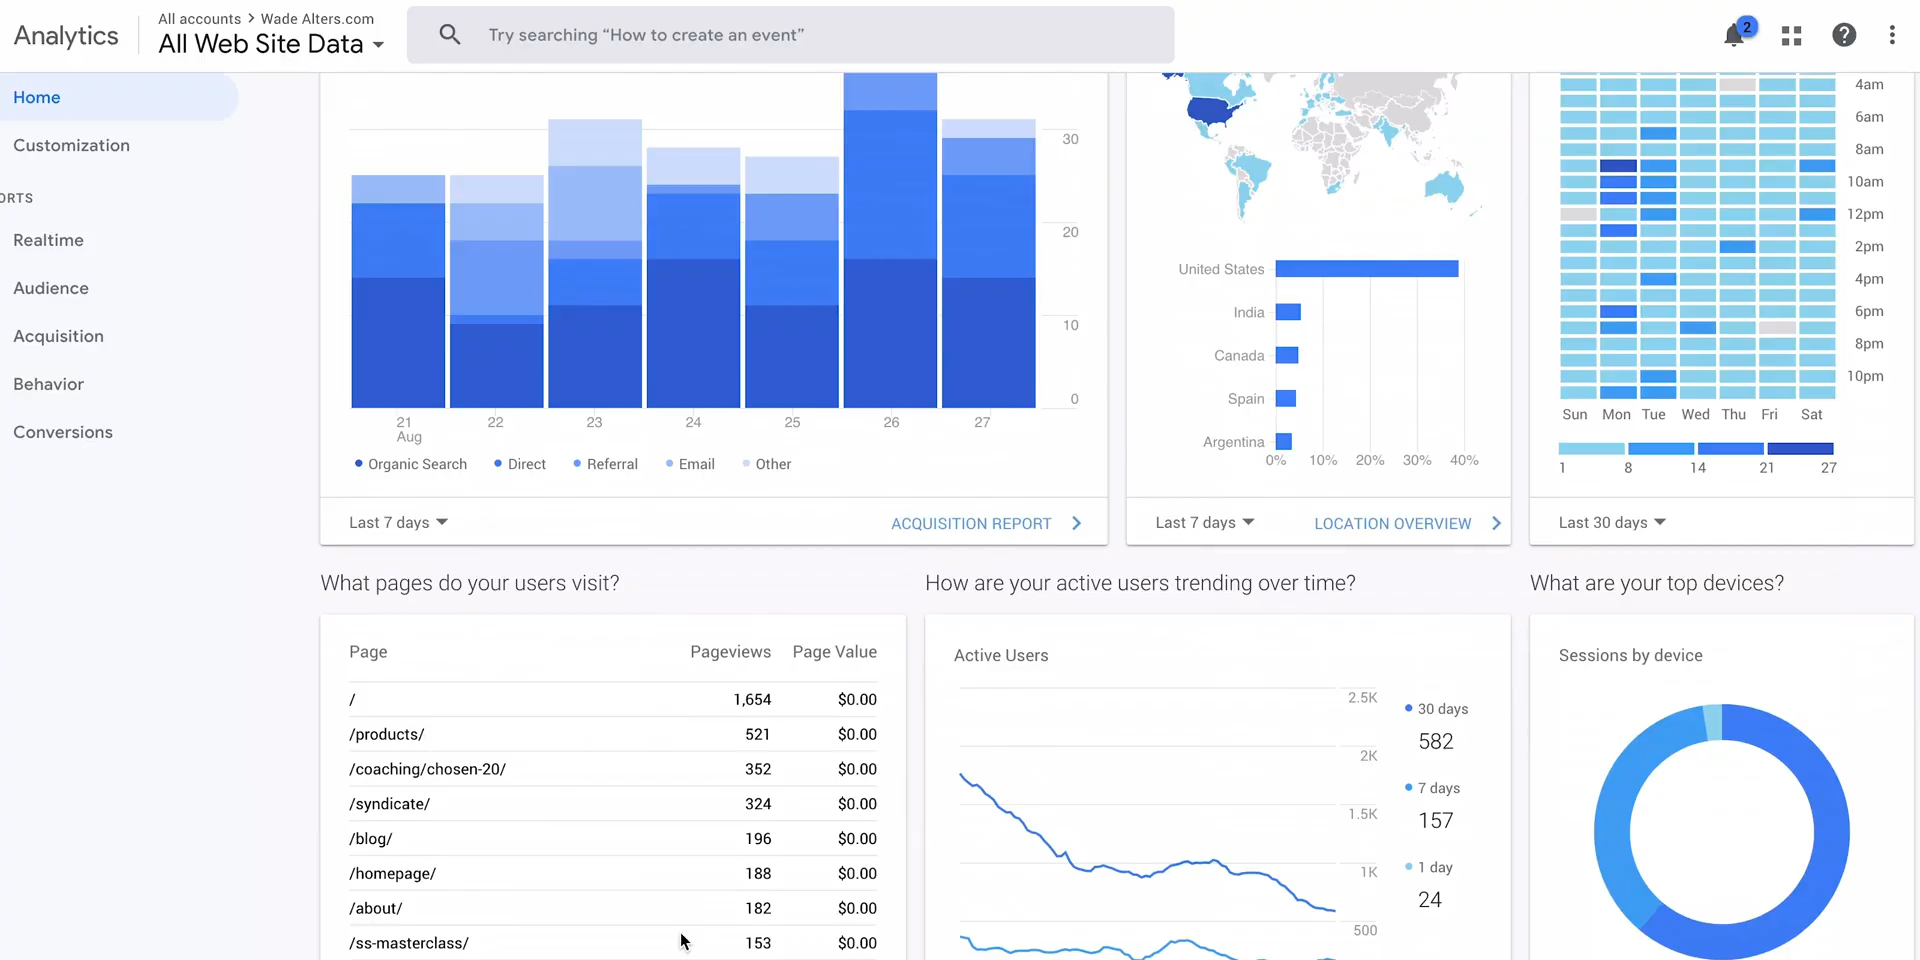 Analytics
All accounts > Wade Alters.com
All Web Site Data
Try searching “How to create an event”
2
Home
Customization
ORTS
Realtime
Audience
Acquisition
Behavior
Conversions
30
20
10
0
21 22 23 24 25 26 27
Aug
Organic Search Direct Referral Email Other
Last 7 days ACQUISITION REPORT
United States
India
Canada
Spain
Argentina
0% 10% 20% 30% 40%
Last 7 days LOCATION OVERVIEW
4am
6am
8am
10am
12pm
2pm
4pm
6pm
8pm
10pm
Sun Mon Tue Wed Thu Fri Sat
1 8 14 21 27
Last 30 days
What pages do your users visit?
Page Pageviews Page Value
/ 1,654 $0.00
/products/ 521 $0.00
/coaching/chosen-20/ 352 $0.00
/syndicate/ 324 $0.00
/blog/ 196 $0.00
/homepage/ 188 $0.00
/about/ 182 $0.00
/ss-masterclass/ 153 $0.00
How are your active users trending over time?
Active Users
2.5K
2K
1.5K
1K
500
30 days
582
7 days
157
1 day
24
What are your top devices?
Sessions by device